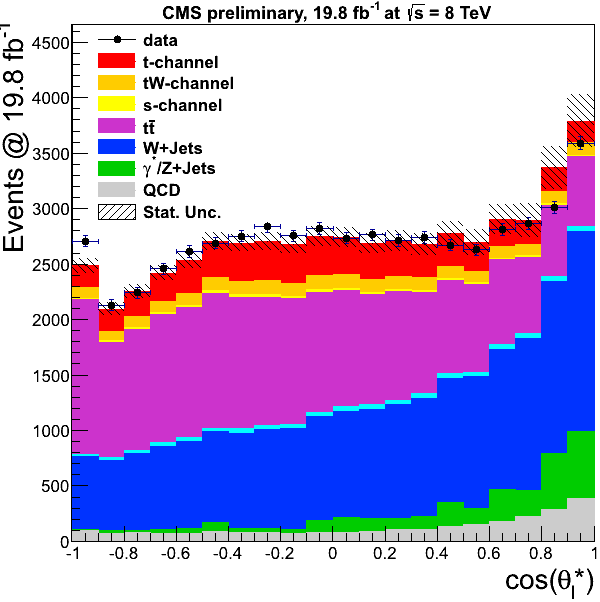 CMS preliminary, 19.8 fb⁻¹ at √s = 8 TeV
Events @ 19.8 fb⁻¹
4500
4000
3500
3000
2500
2000
1500
1000
500
0
data
t-channel
tW-channel
s-channel
tt̄
W+Jets
γ*/Z+Jets
QCD
Stat. Unc.
-1 -0.8 -0.6 -0.4 -0.2 0 0.2 0.4 0.6 0.8 1
cos(θₗ*)